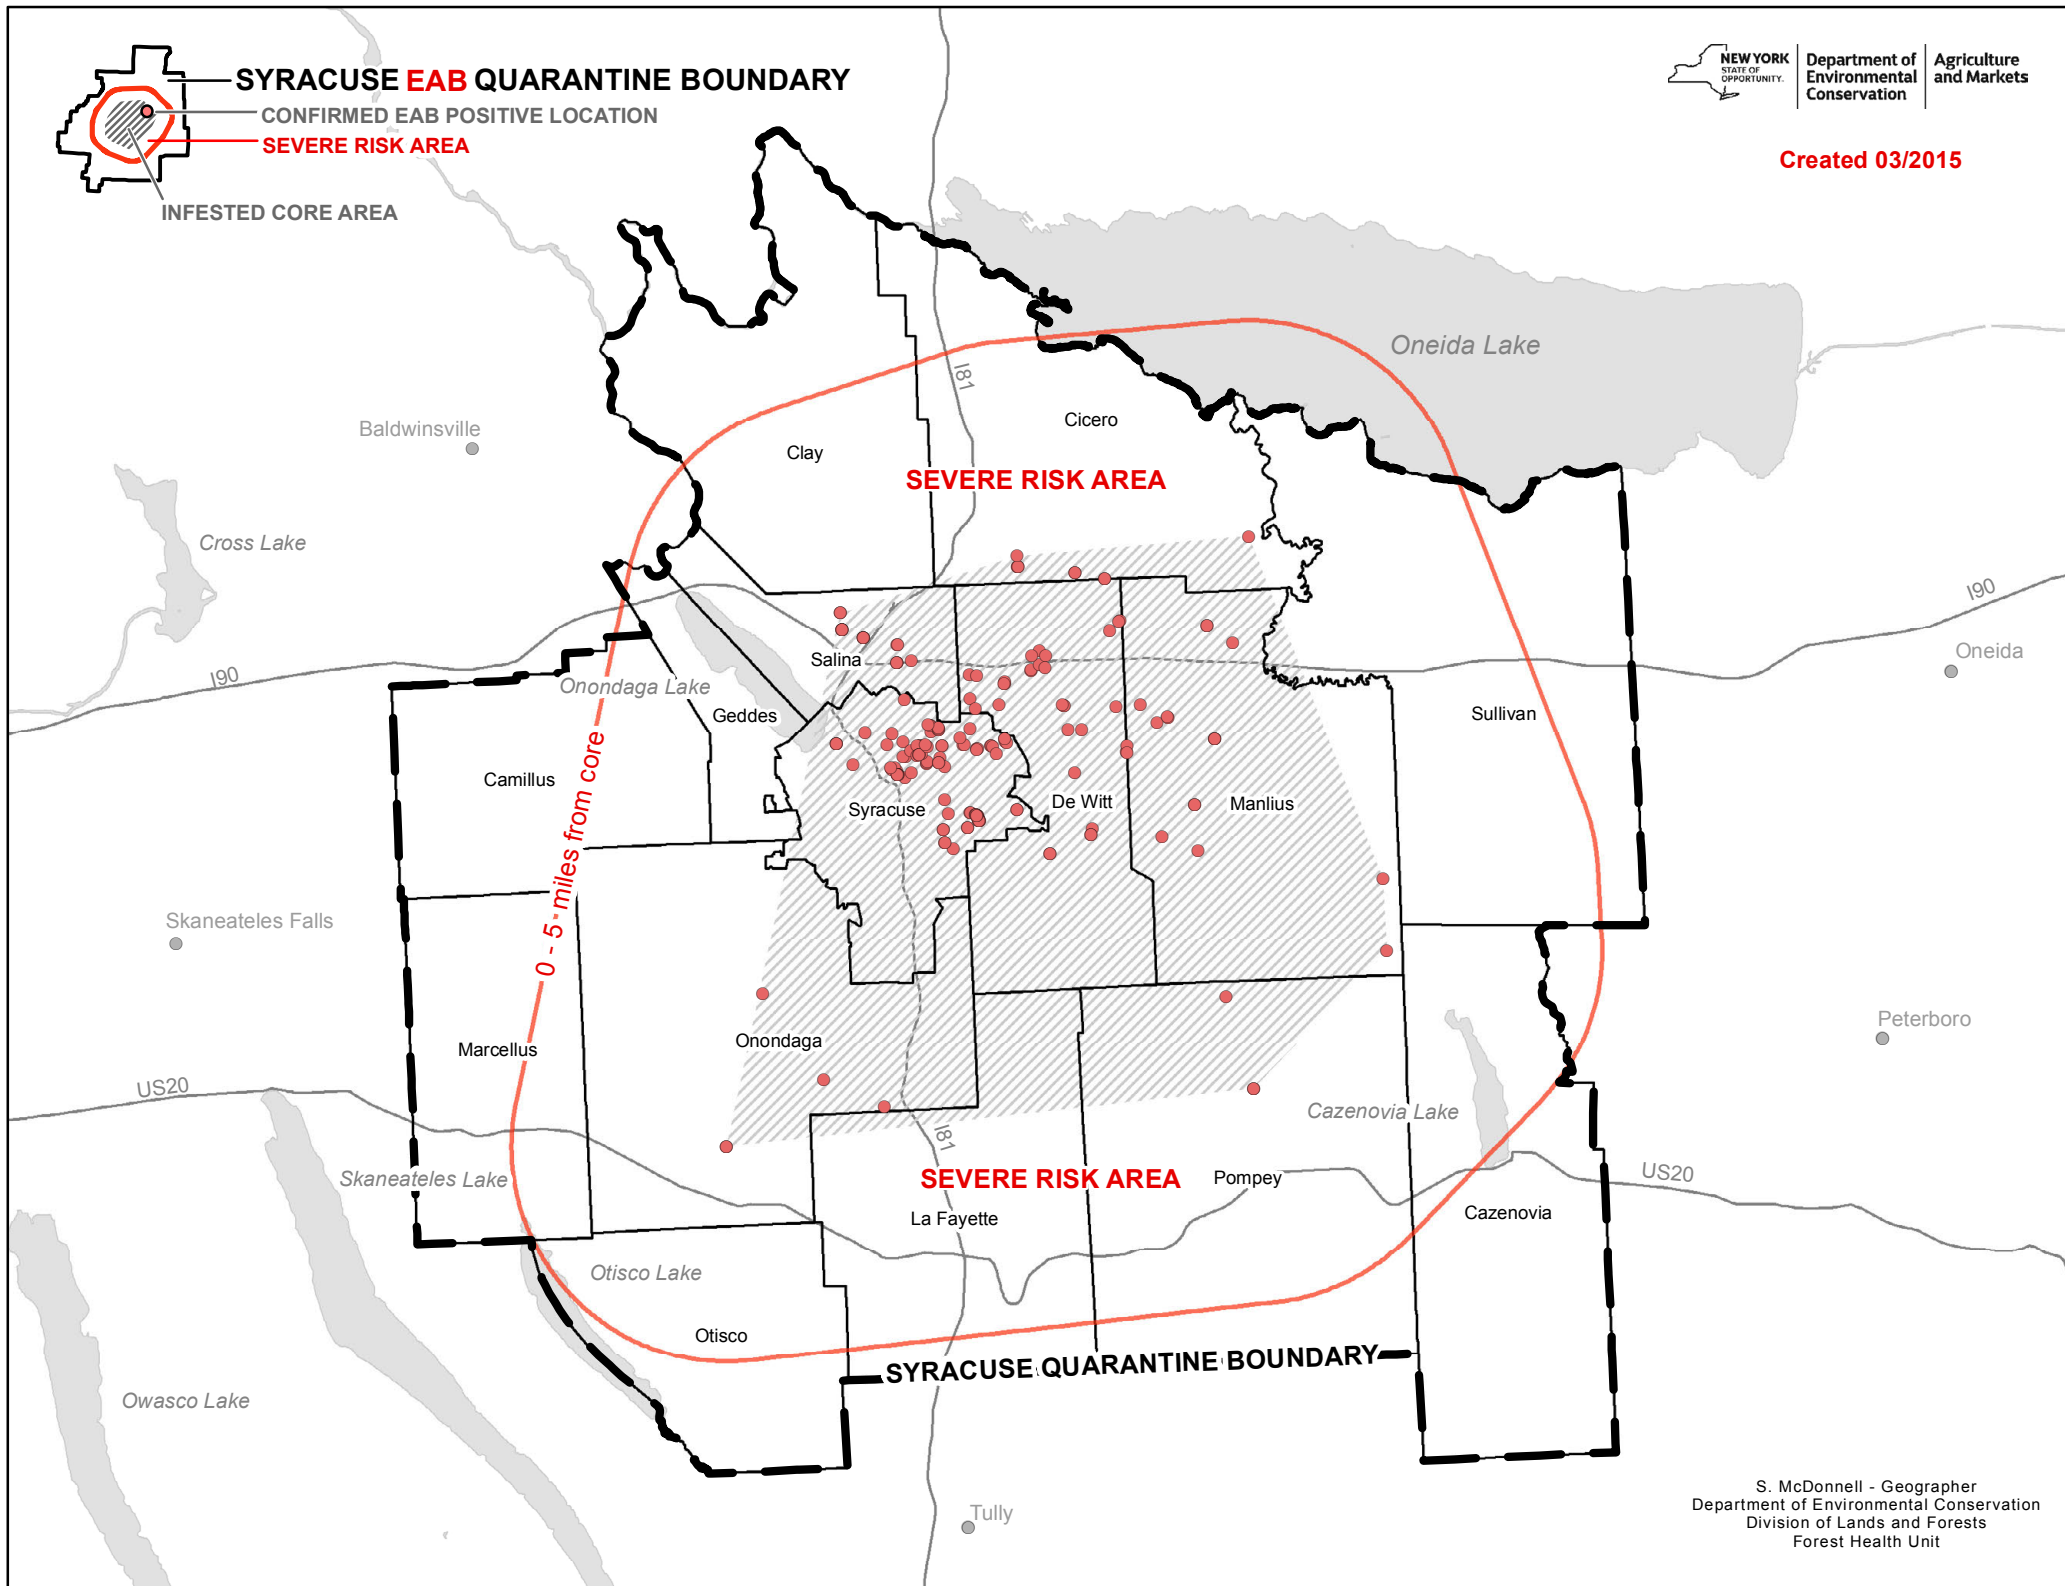 SYRACUSE EAB QUARANTINE BOUNDARY
CONFIRMED EAB POSITIVE LOCATION
SEVERE RISK AREA
INFESTED CORE AREA
NEW YORK
STATE OF
OPPORTUNITY.
Department of
Environmental
Conservation
Agriculture
and Markets
Created 03/2015
Oneida Lake
I81
Baldwinsville
Cicero
Clay
SEVERE RISK AREA
Cross Lake
I90
Oneida
Salina
I90
Onondaga Lake
Geddes
Sullivan
Camillus
Syracuse
De Witt
Manlius
0 - 5 - miles from core
Skaneateles Falls
Peterboro
Onondaga
Marcellus
US20
Cazenovia Lake
I81
Skaneateles Lake
SEVERE RISK AREA
Pompey
US20
La Fayette
Cazenovia
Otisco Lake
Otisco
SYRACUSE QUARANTINE BOUNDARY
Owasco Lake
Tully
S. McDonnell - Geographer
Department of Environmental Conservation
Division of Lands and Forests
Forest Health Unit